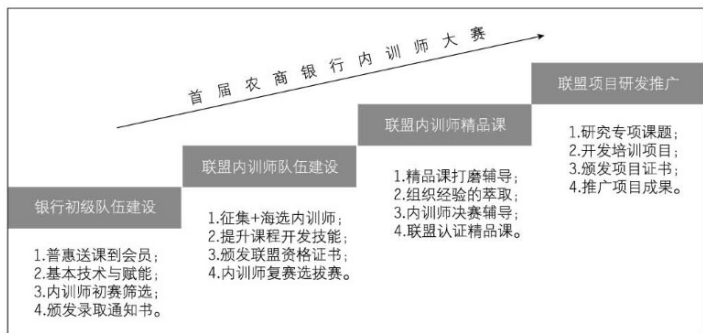 首届农商银行内训师大赛
银行初级队伍建设
1.普惠送课到会员；
2.基本技术与赋能；
3.内训师初赛筛选；
4.颁发录取通知书。
联盟内训师队伍建设
1.征集+海选内训师；
2.提升课程开发技能；
3.颁发联盟资格证书；
4.内训师复赛选拔赛。
联盟内训师精品课
1.精品课打磨辅导；
2.组织经验的萃取；
3.内训师决赛辅导；
4.联盟认证精品课。
联盟项目研发推广
1.研究专项课题；
2.开发培训项目；
3.颁发项目证书；
4.推广项目成果。